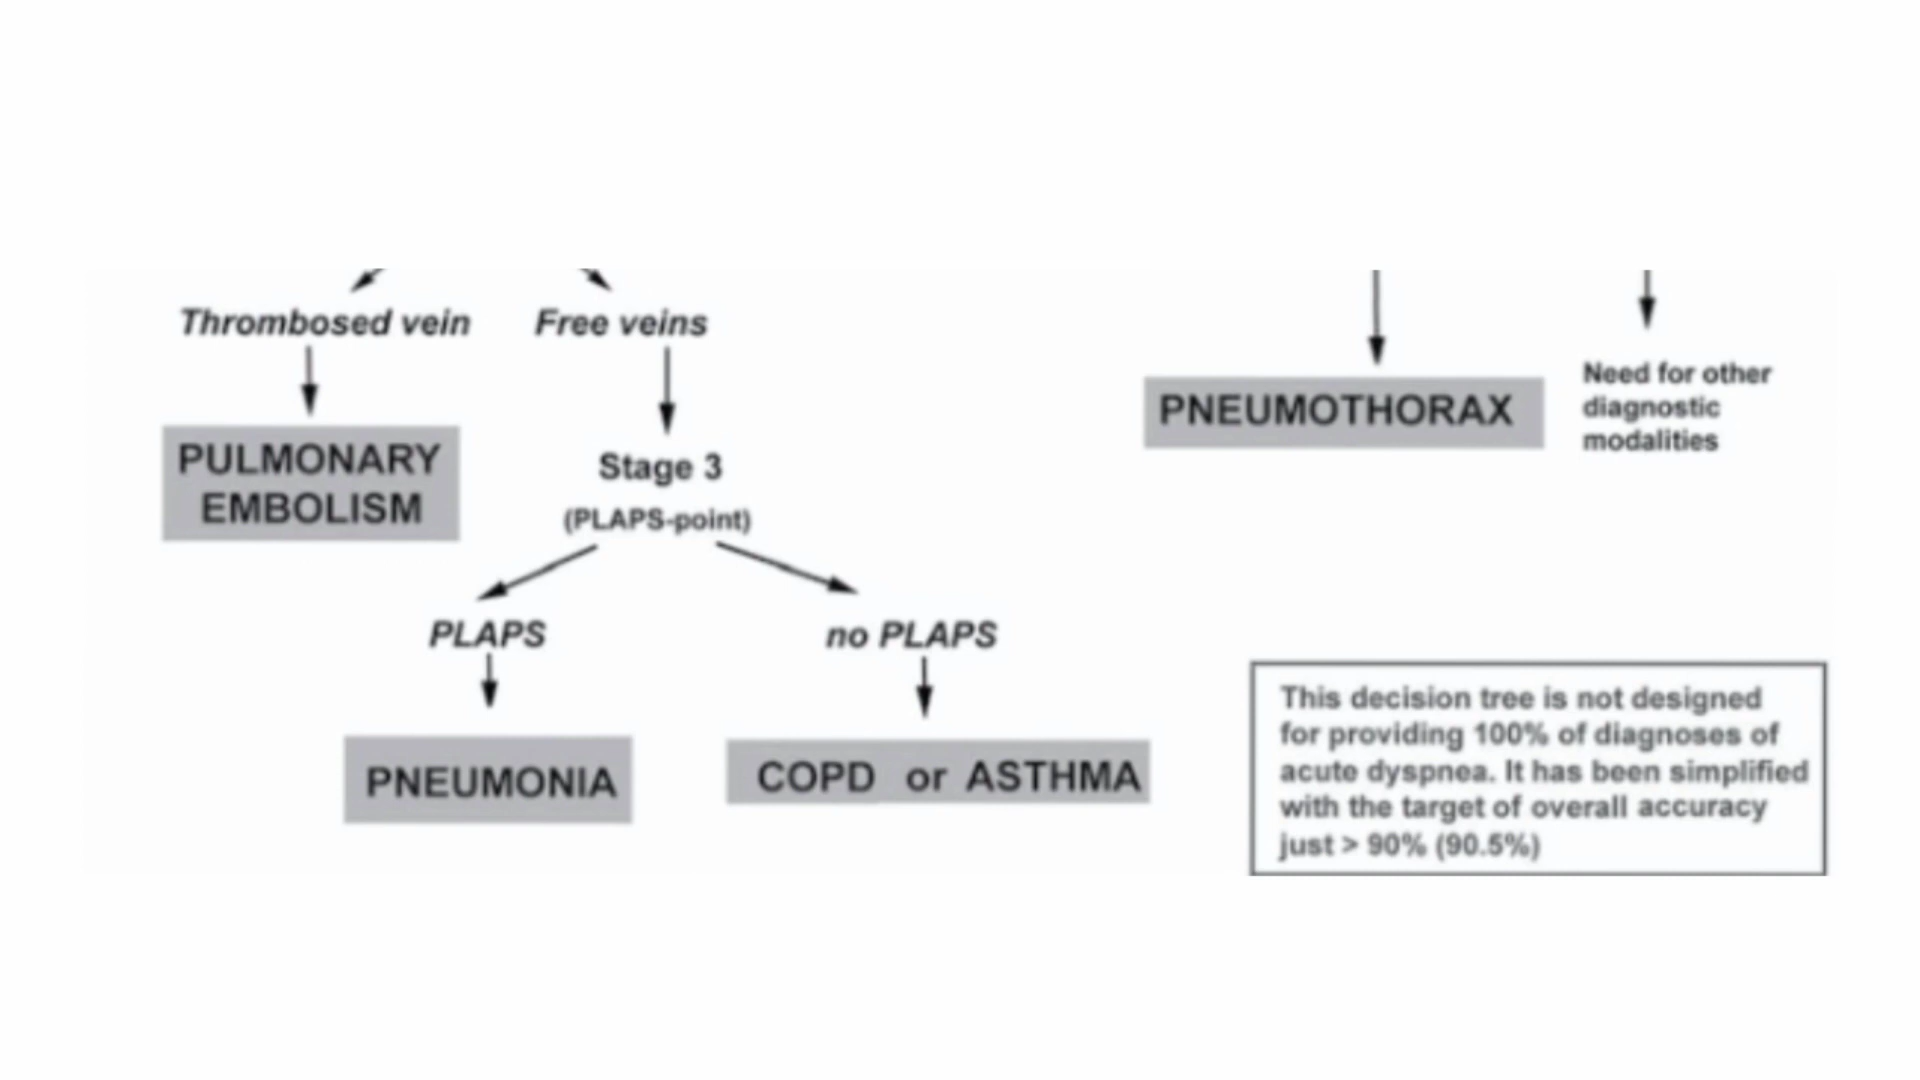 Thrombosed vein
Free veins
PULMONARY
EMBOLISM
Stage 3
(PLAPS-point)
PLAPS
no PLAPS
PNEUMONIA
COPD or ASTHMA
PNEUMOTHORAX
Need for other
diagnostic
modalities
This decision tree is not designed
for providing 100% of diagnoses of
acute dyspnea. It has been simplified
with the target of overall accuracy
just > 90% (90.5%)